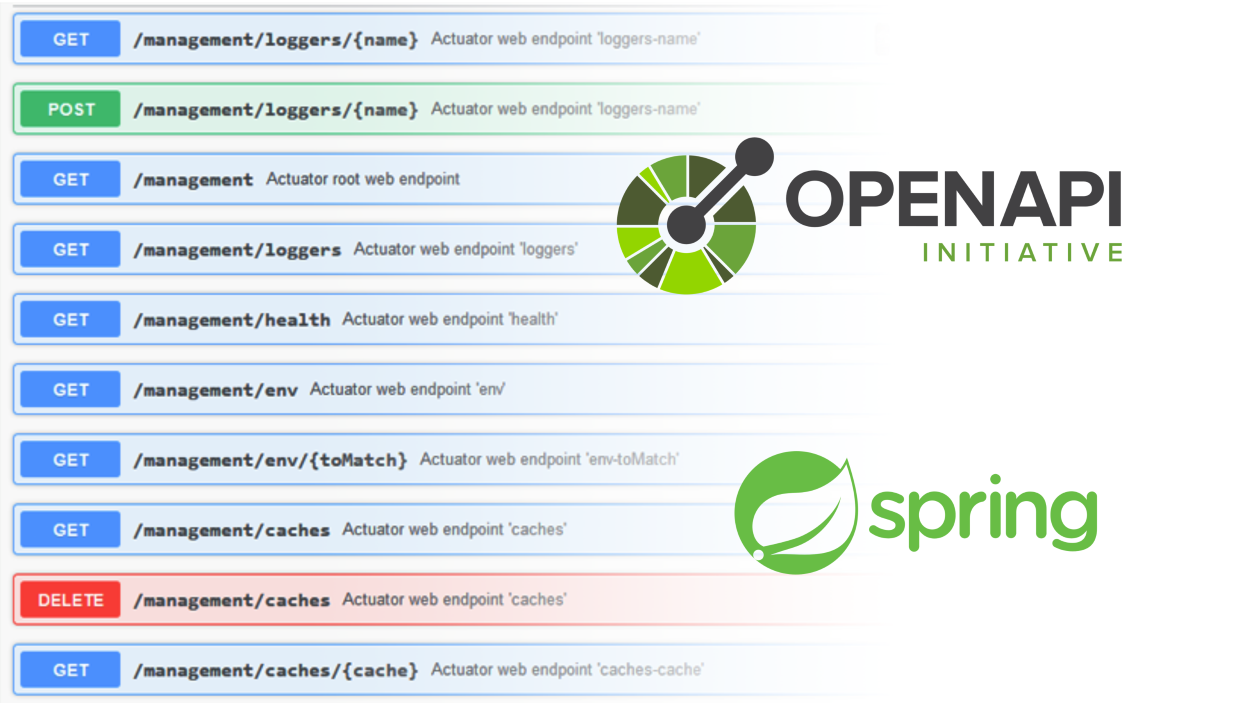 GET /management/loggers/{name} Actuator web endpoint 'loggers-name'
POST /management/loggers/{name} Actuator web endpoint 'loggers-name'
GET /management Actuator root web endpoint
GET /management/loggers Actuator web endpoint 'loggers'
GET /management/health Actuator web endpoint 'health'
GET /management/env Actuator web endpoint 'env'
GET /management/env/{toMatch} Actuator web endpoint 'env-toMatch'
GET /management/caches Actuator web endpoint 'caches'
DELETE /management/caches Actuator web endpoint 'caches'
GET /management/caches/{cache} Actuator web endpoint 'caches-cache'
OPENAPI
INITIATIVE
spring